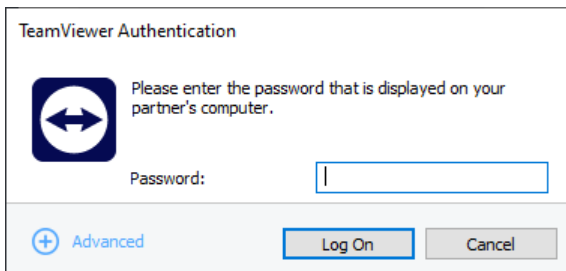 TeamViewer Authentication
Please enter the password that is displayed on your
partner's computer.
Password:
Advanced
Log On
Cancel